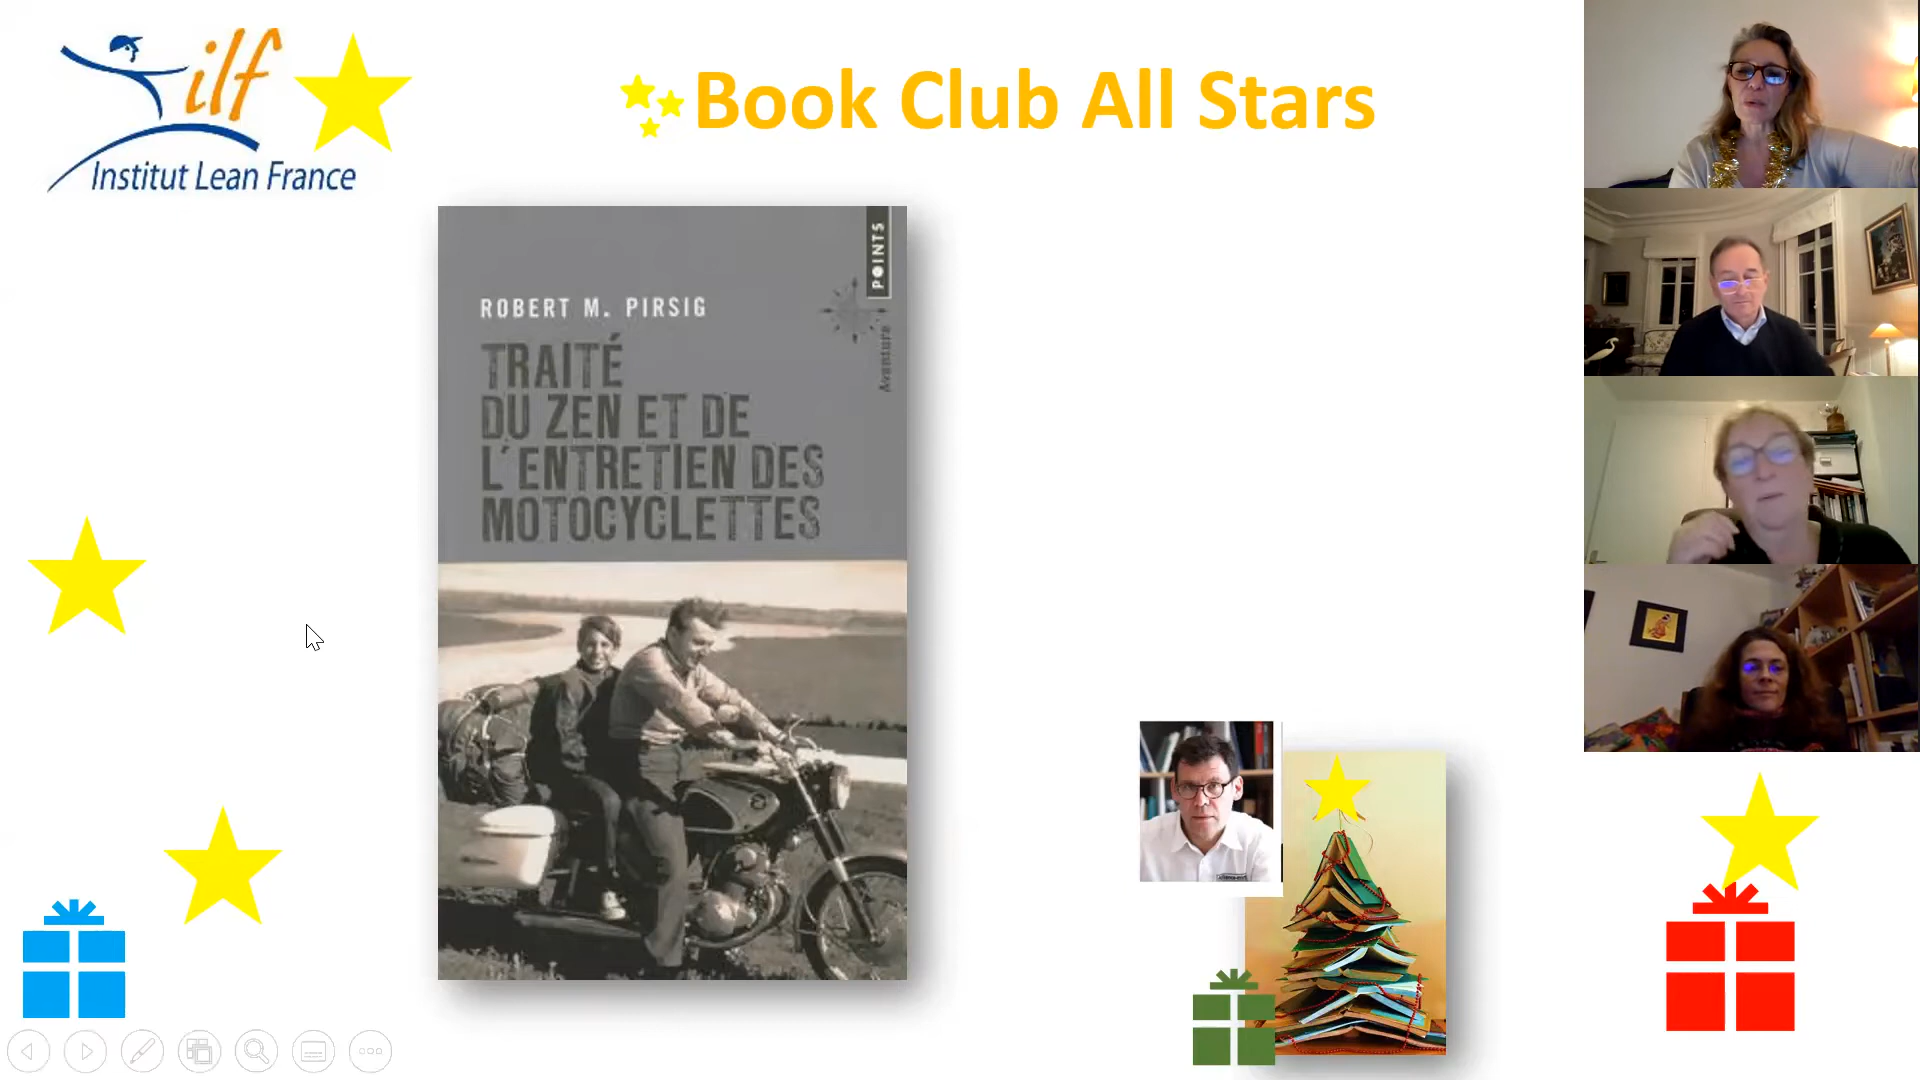 ilf
Institut Lean France
Book Club All Stars
POINTS
Aventure
ROBERT M. PIRSIG
TRAITÉ
DU ZEN ET DE
L'ENTRETIEN DES
MOTOCYCLETTES